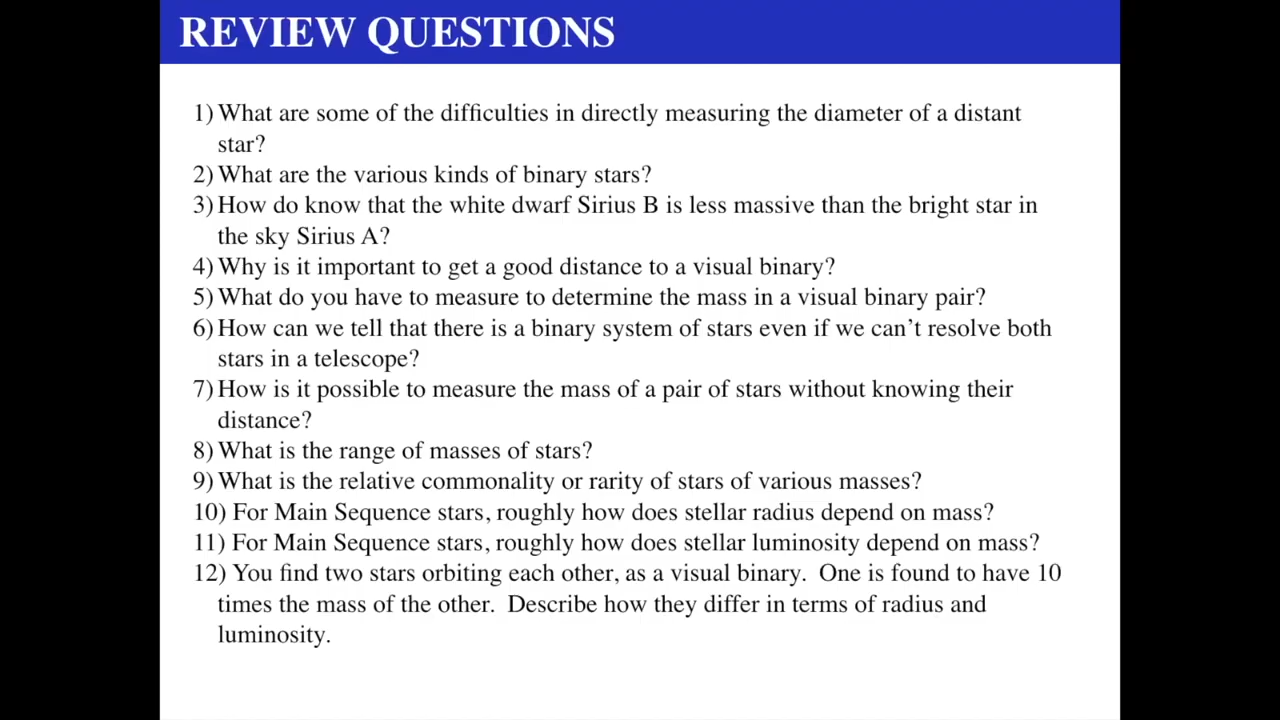 REVIEW QUESTIONS
1) What are some of the difficulties in directly measuring the diameter of a distant
star?
2) What are the various kinds of binary stars?
3) How do know that the white dwarf Sirius B is less massive than the bright star in
the sky Sirius A?
4) Why is it important to get a good distance to a visual binary?
5) What do you have to measure to determine the mass in a visual binary pair?
6) How can we tell that there is a binary system of stars even if we can’t resolve both
stars in a telescope?
7) How is it possible to measure the mass of a pair of stars without knowing their
distance?
8) What is the range of masses of stars?
9) What is the relative commonality or rarity of stars of various masses?
10) For Main Sequence stars, roughly how does stellar radius depend on mass?
11) For Main Sequence stars, roughly how does stellar luminosity depend on mass?
12) You find two stars orbiting each other, as a visual binary.  One is found to have 10
times the mass of the other.  Describe how they differ in terms of radius and
luminosity.